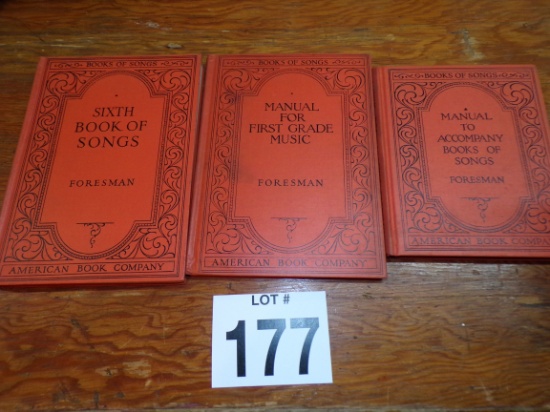 BOOKS OF SONGS
SIXTH
BOOK OF
SONGS
FORESMAN
AMERICAN BOOK COMPANY
BOOKS OF SONGS
MANUAL
FOR
FIRST GRADE
MUSIC
FORESMAN
AMERICAN BOOK COMPANY
BOOKS OF SONGS
MANUAL
TO
ACCOMPANY
BOOKS OF
SONGS
FORESMAN
AMERICAN BOOK COMPANY
LOT #
177